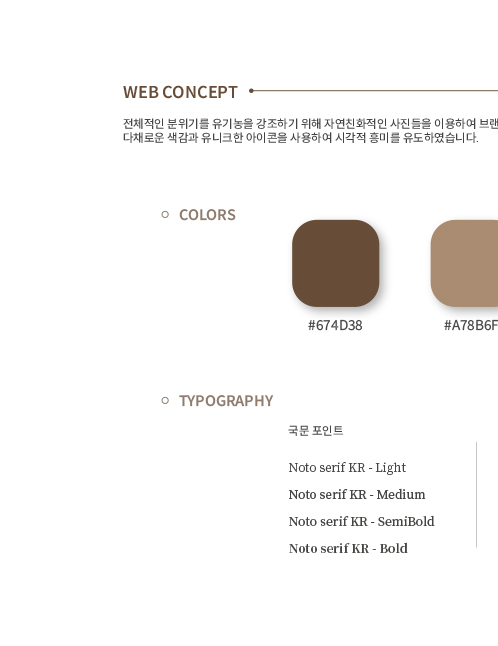 WEB CONCEPT
전체적인 분위기를 유기농을 강조하기 위해 자연친화적인 사진들을 이용하여 브랜
다채로운 색감과 유니크한 아이콘을 사용하여 시각적 흥미를 유도하였습니다.
COLORS
#674D38
#A78B6F
TYPOGRAPHY
국문 포인트
Noto serif KR - Light
Noto serif KR - Medium
Noto serif KR - SemiBold
Noto serif KR - Bold